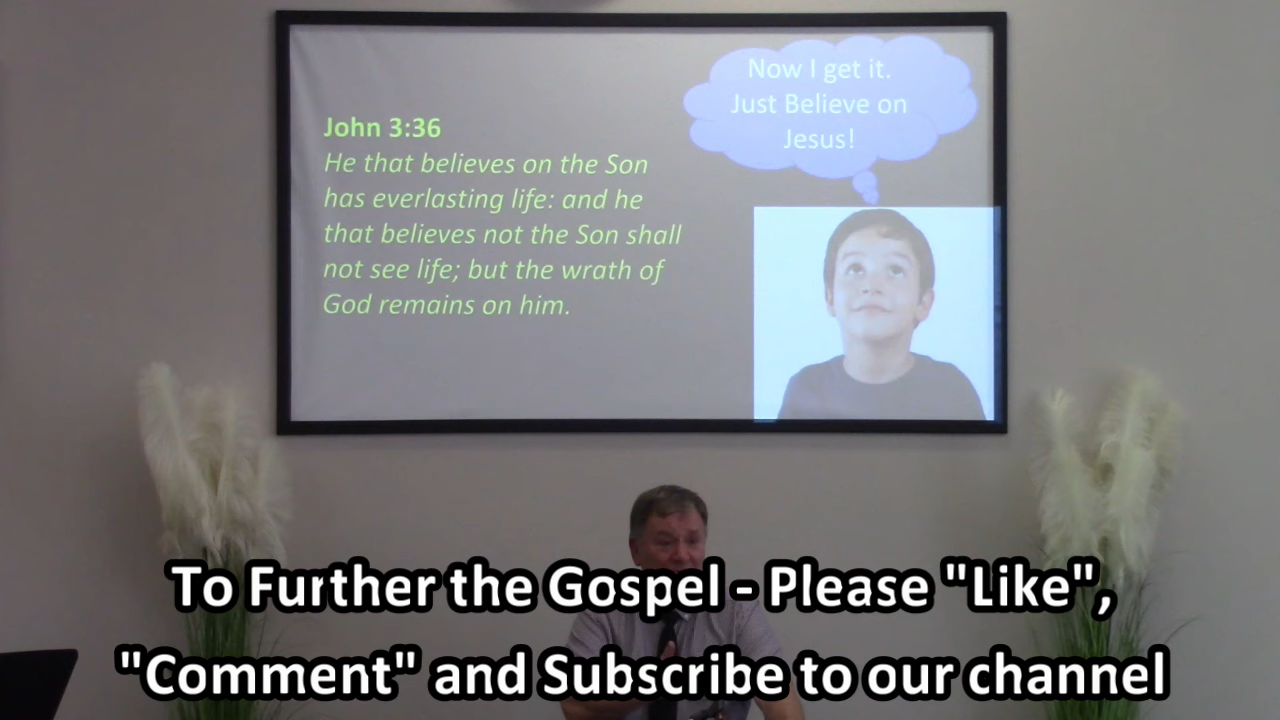 Now I get it.
Just Believe on
Jesus!
John 3:36
He that believes on the Son
has everlasting life: and he
that believes not the Son shall
not see life; but the wrath of
God remains on him.
To Further the Gospel - Please "Like",
"Comment" and Subscribe to our channel